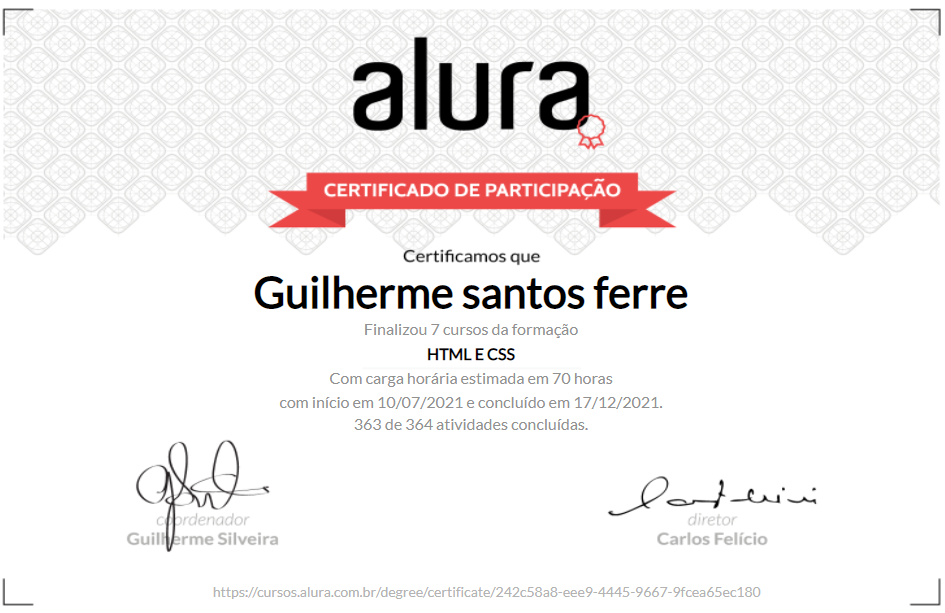 alura
CERTIFICADO DE PARTICIPAÇÃO
Certificamos que
Guilherme santos ferre
Finalizou 7 cursos da formação
HTML E CSS
Com carga horária estimada em 70 horas
com início em 10/07/2021 e concluído em 17/12/2021.
363 de 364 atividades concluídas.
coordenador
Guilherme Silveira
diretor
Carlos Felício
https://cursos.alura.com.br/degree/certificate/242c58a8-eee9-4445-9667-9fcea65ec180